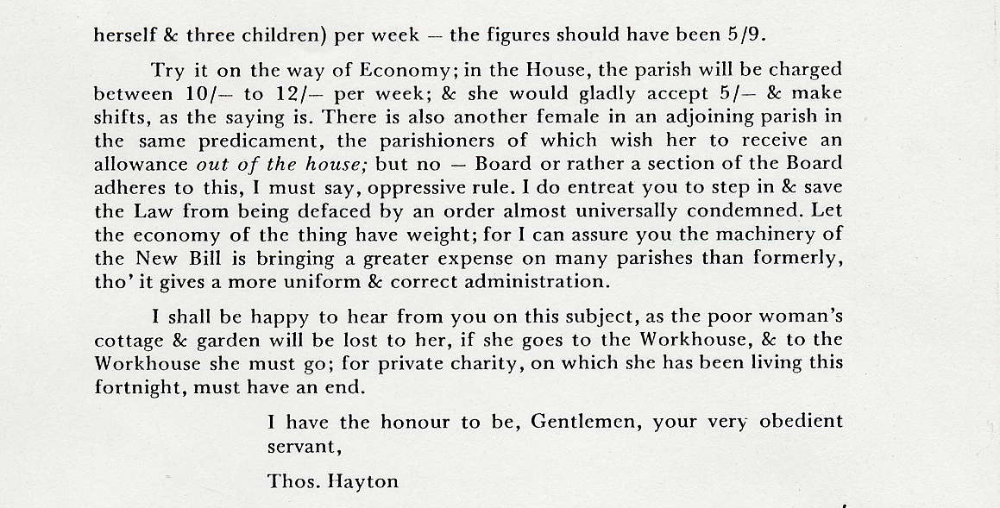 herself & three children) per week — the figures should have been 5/9.
Try it on the way of Economy; in the House, the parish will be charged
between 10/— to 12/— per week; & she would gladly accept 5/— & make
shifts, as the saying is. There is also another female in an adjoining parish in
the same predicament, the parishioners of which wish her to receive an
allowance out of the house; but no — Board or rather a section of the Board
adheres to this, I must say, oppressive rule. I do entreat you to step in & save
the Law from being defaced by an order almost universally condemned. Let
the economy of the thing have weight; for I can assure you the machinery of
the New Bill is bringing a greater expense on many parishes than formerly,
tho' it gives a more uniform & correct administration.
I shall be happy to hear from you on this subject, as the poor woman's
cottage & garden will be lost to her, if she goes to the Workhouse, & to the
Workhouse she must go; for private charity, on which she has been living this
fortnight, must have an end.
I have the honour to be, Gentlemen, your very obedient
servant,
Thos. Hayton